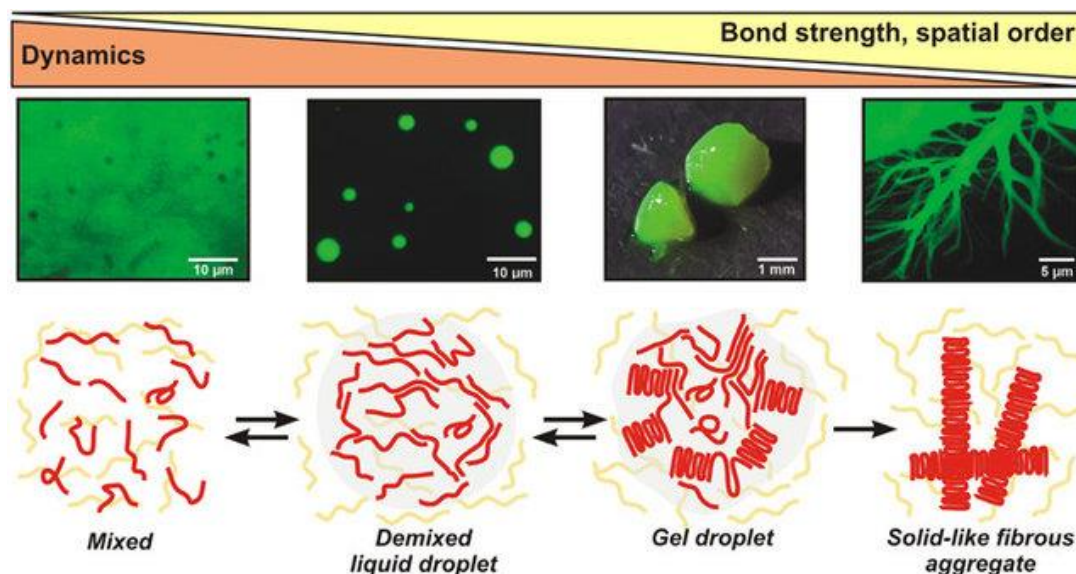 Bond strength, spatial order
Dynamics
10 µm
10 µm
1 mm
5 µm
Mixed
Demixed
liquid droplet
Gel droplet
Solid-like fibrous
aggregate